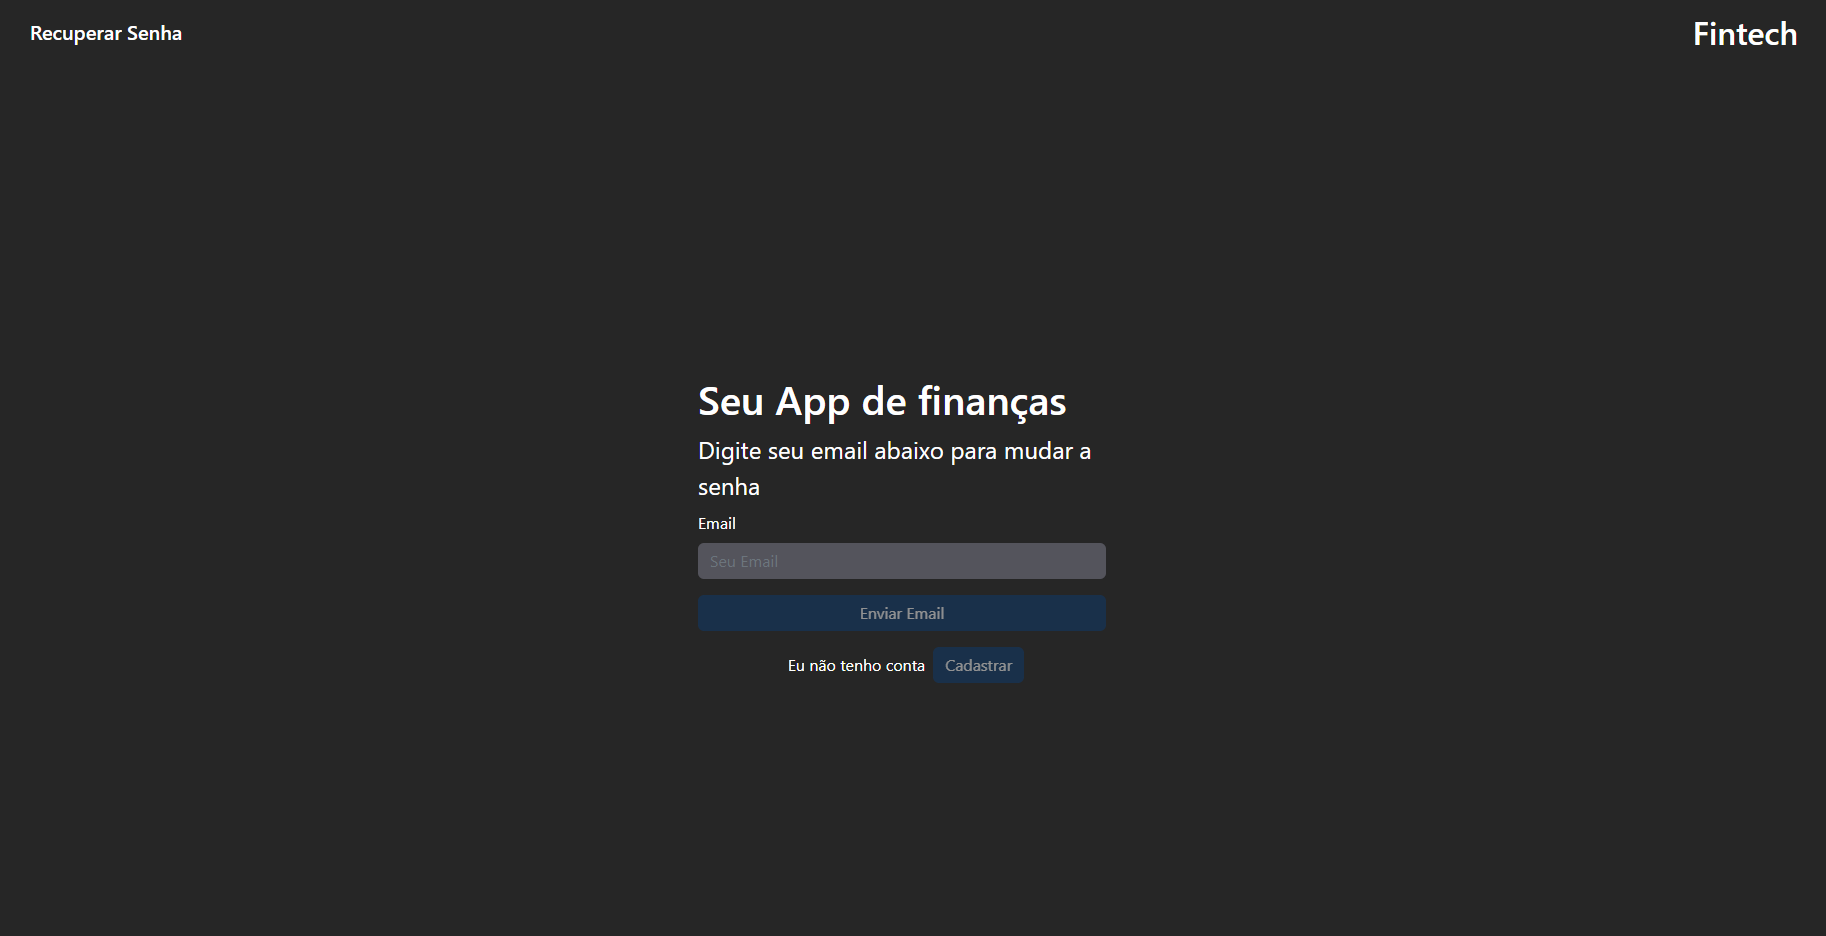 Recuperar Senha
Fintech
Seu App de finanças
Digite seu email abaixo para mudar a
senha
Email
Seu Email
Enviar Email
Eu não tenho conta Cadastrar